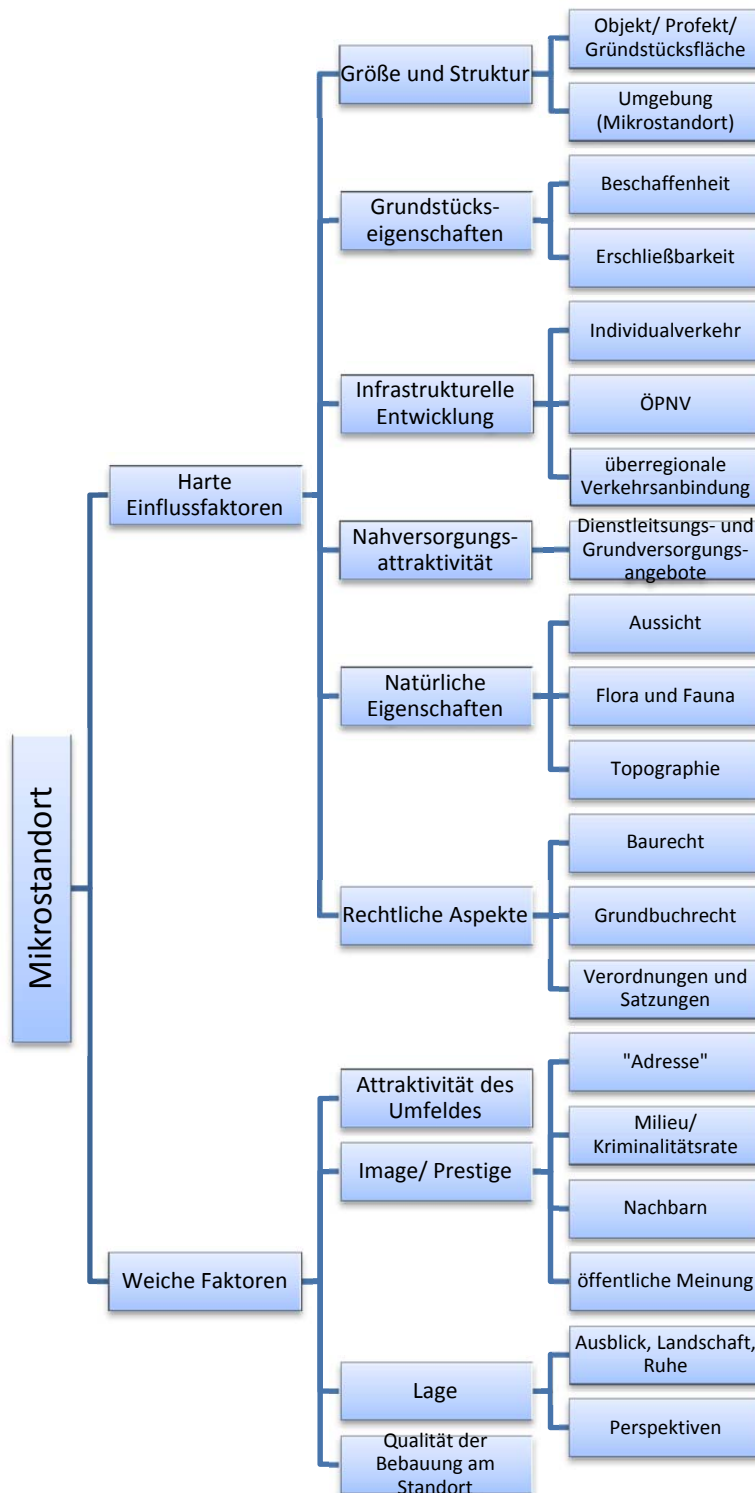 Mikrostandort
Harte
Einflussfaktoren
Größe und Struktur
Objekt/ Profekt/
Gründstücksfläche
Umgebung
(Mikrostandort)
Grundstücks-
eigenschaften
Beschaffenheit
Erschließbarkeit
Infrastrukturelle
Entwicklung
Individualverkehr
ÖPNV
überregionale
Verkehrsanbindung
Nahversorgungs-
attraktivität
Dienstleitsungs- und
Grundversorgungs-
angebote
Natürliche
Eigenschaften
Aussicht
Flora und Fauna
Topographie
Rechtliche Aspekte
Baurecht
Grundbuchrecht
Verordnungen und
Satzungen
Weiche Faktoren
Attraktivität des
Umfeldes
Image/ Prestige
"Adresse"
Milieu/
Kriminalitätsrate
Nachbarn
öffentliche Meinung
Lage
Ausblick, Landschaft,
Ruhe
Perspektiven
Qualität der
Bebauung am
Standort